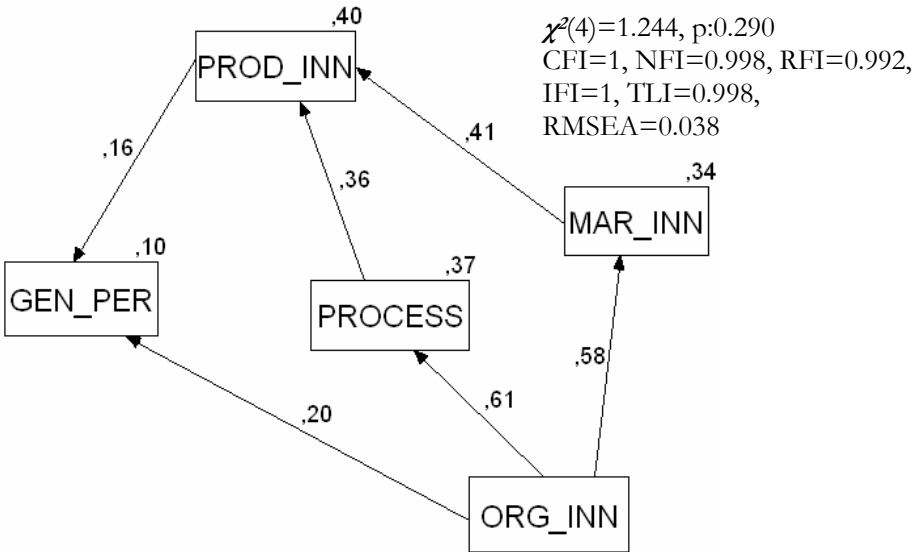 ,40
χ²(4)=1.244, p:0.290
PROD_INN
CFI=1, NFI=0.998, RFI=0.992,
IFI=1, TLI=0.998,
RMSEA=0.038
,41
,16
,36
,34
MAR_INN
,10
,37
GEN_PER
PROCESS
,58
,61
,20
ORG_INN